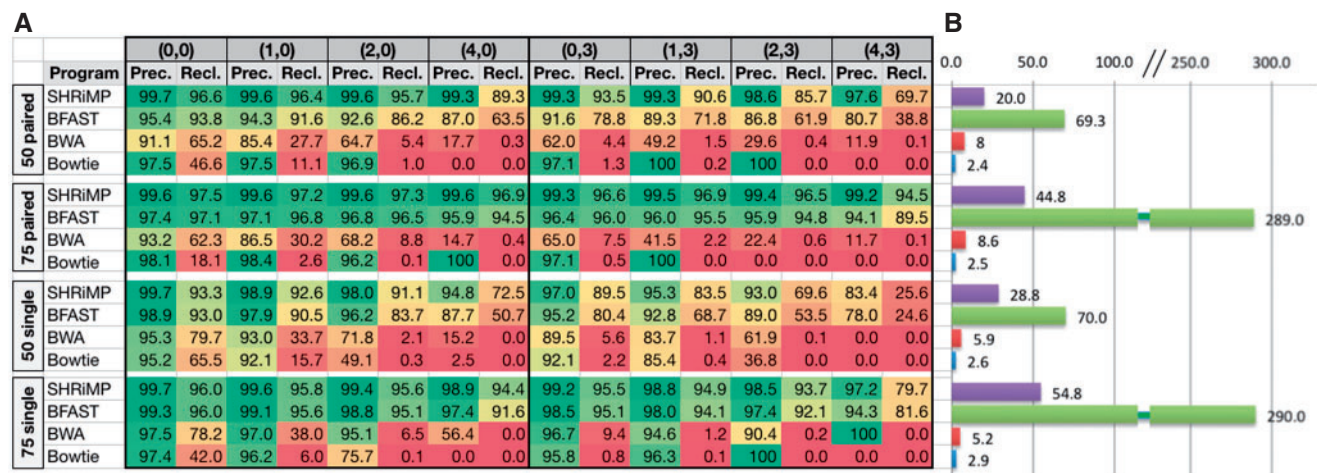 A
B
(0,0) (1,0) (2,0) (4,0) (0,3) (1,3) (2,3) (4,3)
Program Prec. Recl. Prec. Recl. Prec. Recl. Prec. Recl. Prec. Recl. Prec. Recl. Prec. Recl. Prec. Recl.
0.0 50.0 100.0 // 250.0 300.0
50 paired
SHRiMP 99.7 96.6 99.6 96.4 99.6 95.7 99.3 89.3 99.3 93.5 99.3 90.6 98.6 85.7 97.6 69.7 20.0
BFAST 95.4 93.8 94.3 91.6 92.6 86.2 87.0 63.5 91.6 78.8 89.3 71.8 86.8 61.9 80.7 38.8 69.3
BWA 91.1 65.2 85.4 27.7 64.7 5.4 17.7 0.3 62.0 4.4 49.2 1.5 29.6 0.4 11.9 0.1 8
Bowtie 97.5 46.6 97.5 11.1 96.9 1.0 0.0 0.0 97.1 1.3 100 0.2 100 0.0 0.0 0.0 2.4
75 paired
SHRiMP 99.6 97.5 99.6 97.2 99.6 97.3 99.6 96.9 99.3 96.6 99.5 96.9 99.4 96.5 99.2 94.5 44.8
BFAST 97.4 97.1 97.1 96.8 96.8 96.5 95.9 94.5 96.4 96.0 96.0 95.5 95.9 94.8 94.1 89.5 289.0
BWA 93.2 62.3 86.5 30.2 68.2 8.8 14.7 0.4 65.0 7.5 41.5 2.2 22.4 0.6 11.7 0.1 8.6
Bowtie 98.1 18.1 98.4 2.6 96.2 0.1 100 0.0 97.1 0.5 100 0.0 0.0 0.0 0.0 0.0 2.5
50 single
SHRiMP 99.7 93.3 98.9 92.6 98.0 91.1 94.8 72.5 97.0 89.5 95.3 83.5 93.0 69.6 83.4 25.6 28.8
BFAST 98.9 93.0 97.9 90.5 96.2 83.7 87.7 50.7 95.2 80.4 92.8 68.7 89.0 53.5 78.0 24.6 70.0
BWA 95.3 79.7 93.0 33.7 71.8 2.1 15.2 0.0 89.5 5.6 83.7 1.1 61.9 0.1 0.0 0.0 5.9
Bowtie 95.2 65.5 92.1 15.7 49.1 0.3 2.5 0.0 92.1 2.2 85.4 0.4 36.8 0.0 0.0 0.0 2.6
75 single
SHRiMP 99.7 96.0 99.6 95.8 99.4 95.6 98.9 94.4 99.2 95.5 98.8 94.9 98.5 93.7 97.2 79.7 54.8
BFAST 99.3 96.0 99.1 95.6 98.8 95.1 97.4 91.6 98.5 95.1 98.0 94.1 97.4 92.1 94.3 81.6 290.0
BWA 97.5 78.2 97.0 38.0 95.1 6.5 56.4 0.0 96.7 9.4 94.6 1.2 90.4 0.2 100 0.0 5.2
Bowtie 97.4 42.0 96.2 6.0 75.7 0.1 0.0 0.0 95.8 0.8 96.3 0.1 100 0.0 0.0 0.0 2.9